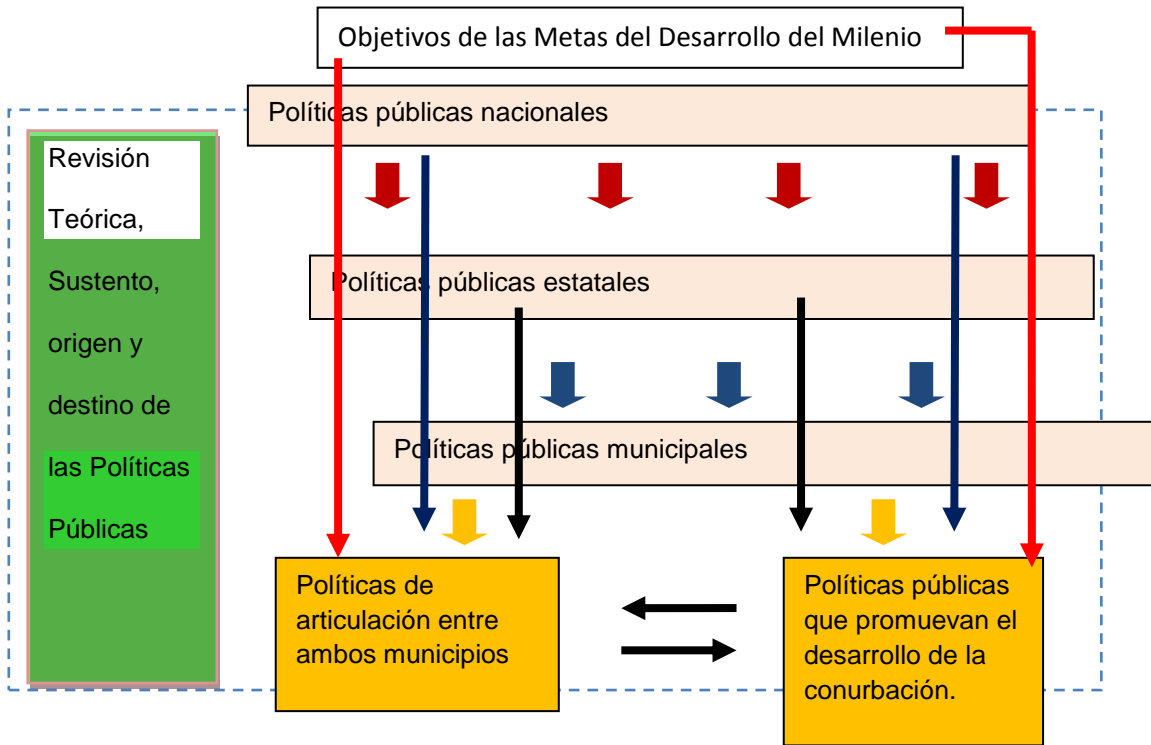 Objetivos de las Metas del Desarrollo del Milenio
Políticas públicas nacionales
Revisión
Teórica,
Sustento,
origen y
destino de
las Políticas
Públicas
Políticas públicas estatales
Políticas públicas municipales
Políticas de
articulación entre
ambos municipios
Políticas públicas
que promuevan el
desarrollo de la
conurbación.